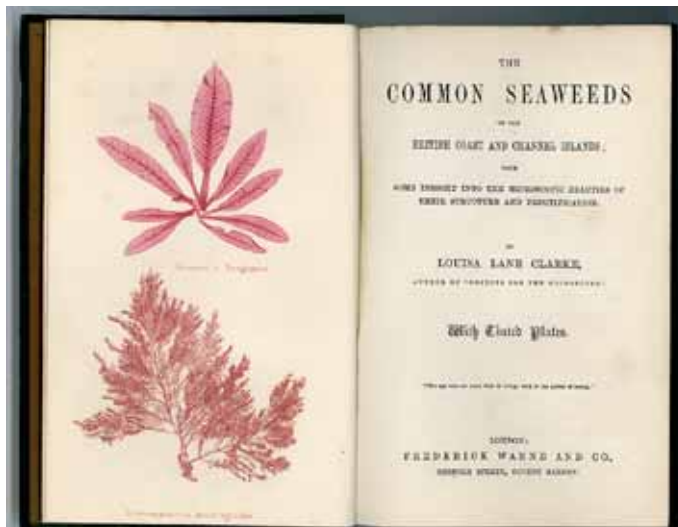 THE
COMMON SEAWEEDS
OF THE
BRITISH COAST AND CHANNEL ISLANDS;
WITH
SOME INSIGHT INTO THE MICROSCOPIC BEAUTIES OF
THEIR STRUCTURE AND FRUCTIFICATION.
BY
LOUISA LANE CLARKE,
AUTHOR OF "OBJECTS FOR THE MICROSCOPE."
With Tinted Plates.
LONDON:
FREDERICK WARNE AND CO.
BEDFORD STREET, COVENT GARDEN.